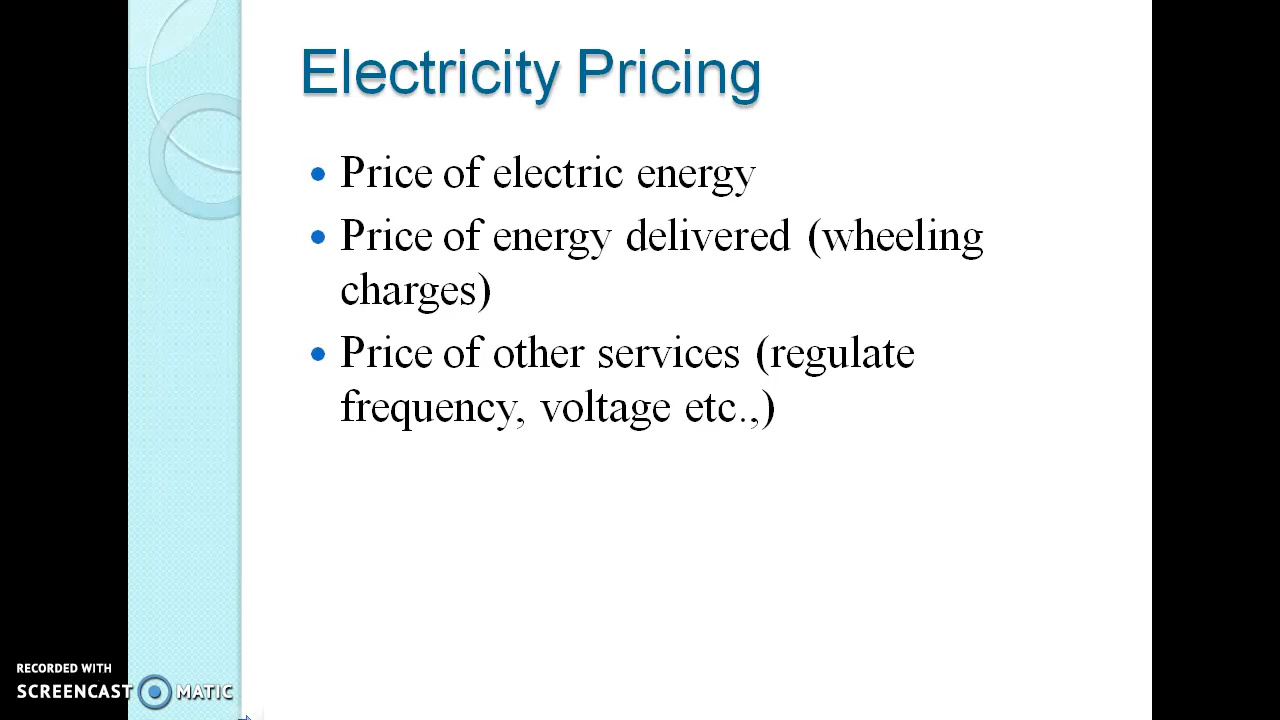 Electricity Pricing
Price of electric energy
Price of energy delivered (wheeling
charges)
Price of other services (regulate
frequency, voltage etc.,)
RECORDED WITH
SCREENCAST MATIC